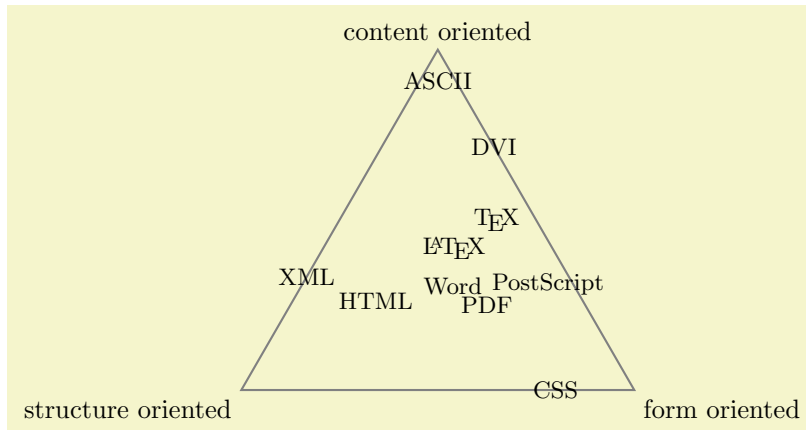 content oriented
ASCII
DVI
TEX
LATEX
XML
Word
PostScript
HTML
PDF
CSS
structure oriented
form oriented